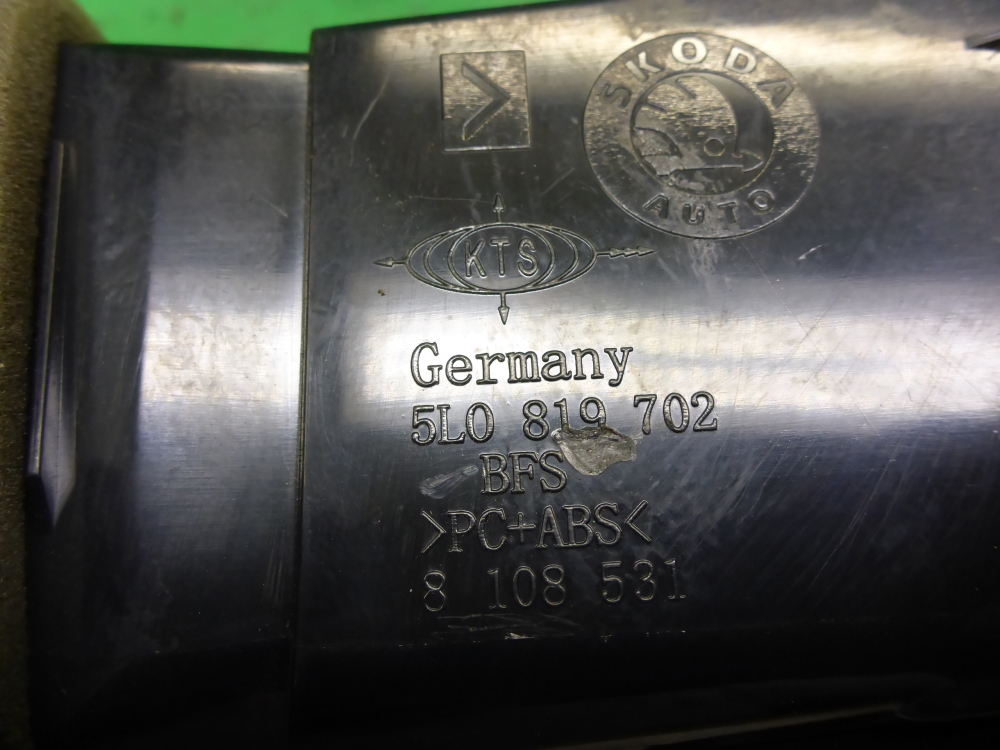 SKODA
AUTO
KTS
Germany
5L0 819 702
BFS
>PC+ABS<
8 108 531